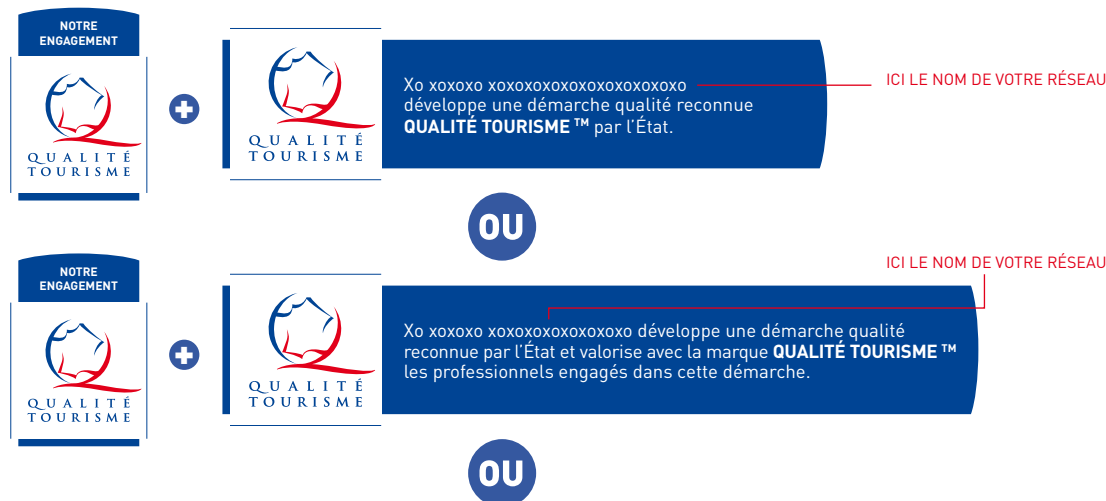 NOTRE
ENGAGEMENT
QUALITÉ
TOURISME
QUALITÉ
TOURISME
Xo xoxoxo xoxoxoxoxoxoxoxoxoxoxo
développe une démarche qualité reconnue
QUALITÉ TOURISME ™ par l'État.
ICI LE NOM DE VOTRE RÉSEAU
OU
NOTRE
ENGAGEMENT
QUALITÉ
TOURISME
QUALITÉ
TOURISME
ICI LE NOM DE VOTRE RÉSEAU
Xo xoxoxo xoxoxoxoxoxoxoxo développe une démarche qualité
reconnue par l'État et valorise avec la marque QUALITÉ TOURISME ™
les professionnels engagés dans cette démarche.
OU